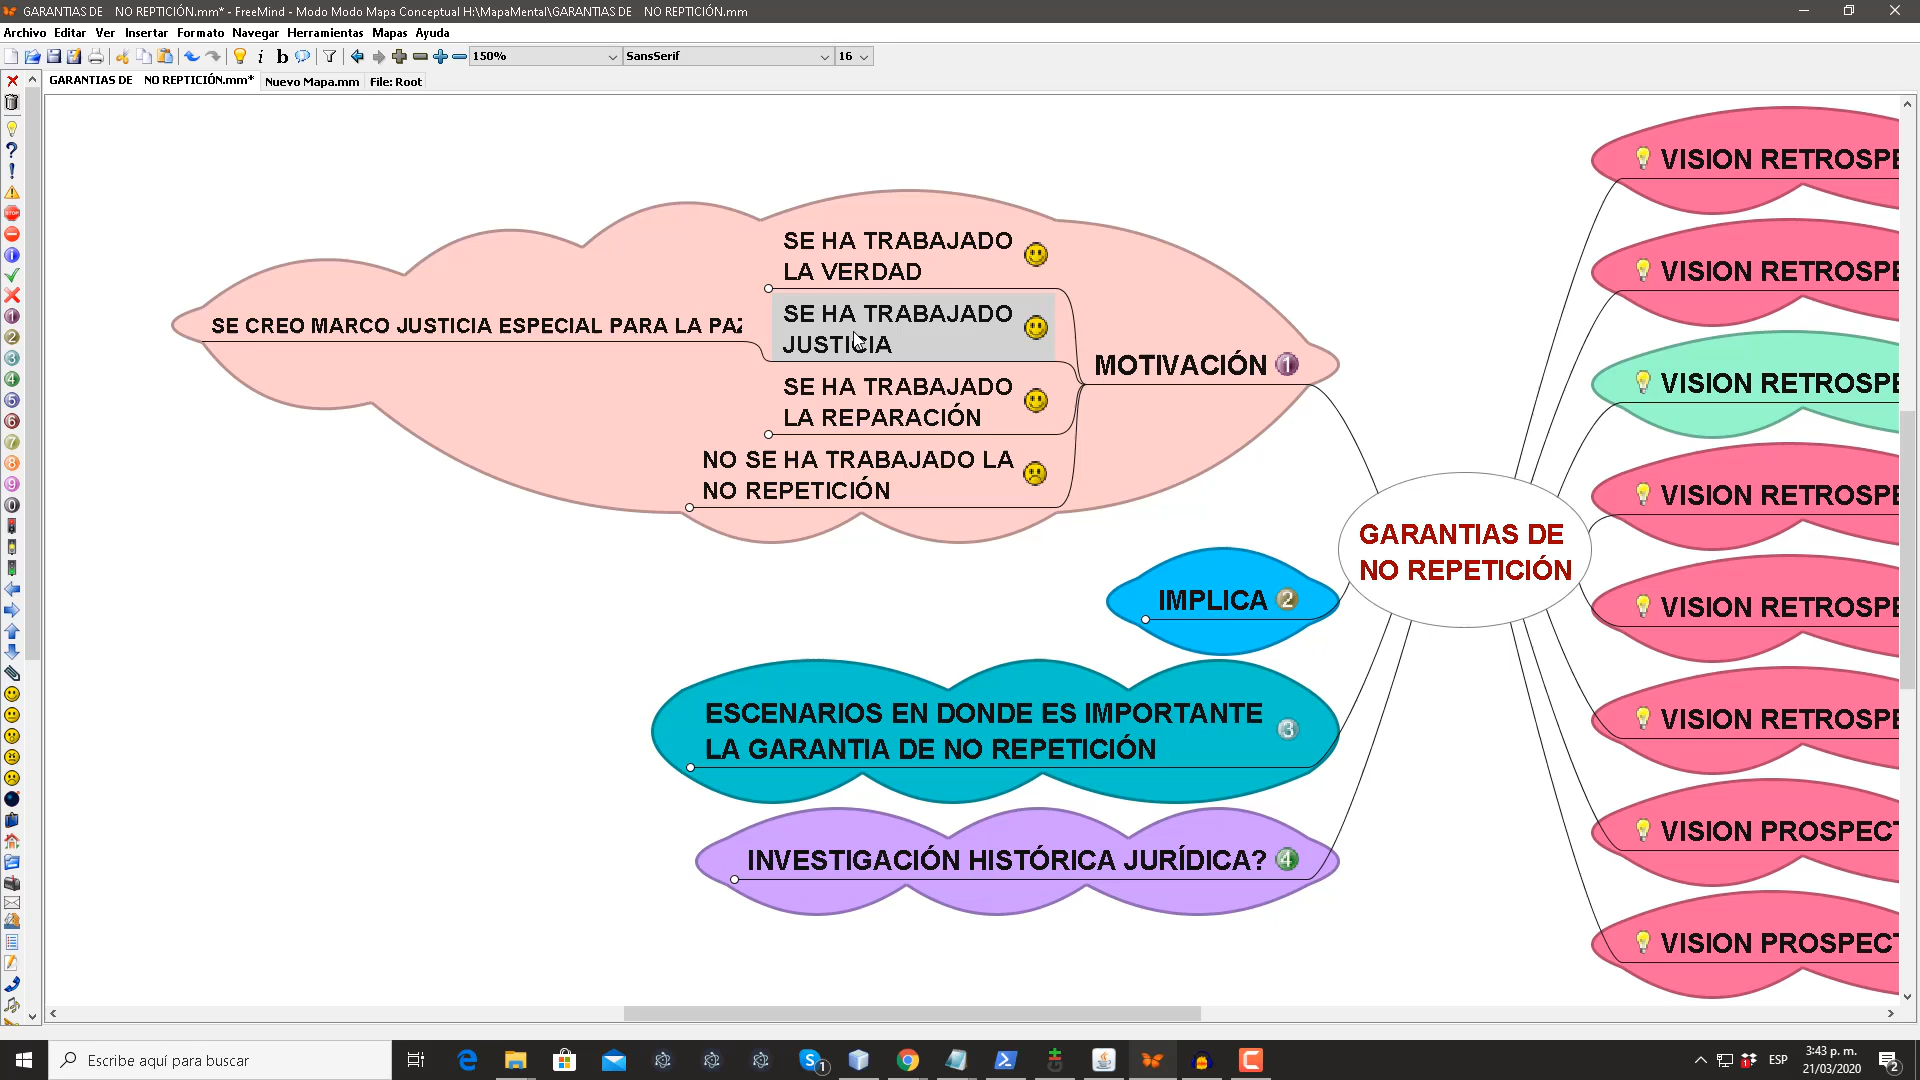 GARANTIAS DE NO REPTICIÓN.mm* - FreeMind - Modo Modo Mapa Conceptual H:\MapaMental\GARANTIAS DE NO REPTICIÓN.mm
Archivo Editar Ver Insertar Formato Navegar Herramientas Mapas Ayuda
150%
SansSerif
16
GARANTIAS DE NO REPTICIÓN.mm*
Nuevo Mapa.mm
File: Root
SE HA TRABAJADO
LA VERDAD
SE CREO MARCO JUSTICIA ESPECIAL PARA LA PAZ
SE HA TRABAJADO
JUSTICIA
SE HA TRABAJADO
LA REPARACIÓN
NO SE HA TRABAJADO LA
NO REPETICIÓN
MOTIVACIÓN 1
IMPLICA 2
ESCENARIOS EN DONDE ES IMPORTANTE
LA GARANTIA DE NO REPETICIÓN 3
INVESTIGACIÓN HISTÓRICA JURÍDICA? 4
GARANTIAS DE
NO REPETICIÓN
VISION RETROSPE
VISION RETROSPE
VISION RETROSPE
VISION RETROSPE
VISION RETROSPE
VISION RETROSPE
VISION PROSPECT
VISION PROSPECT
Escribe aquí para buscar
ESP
3:43 p. m.
21/03/2020